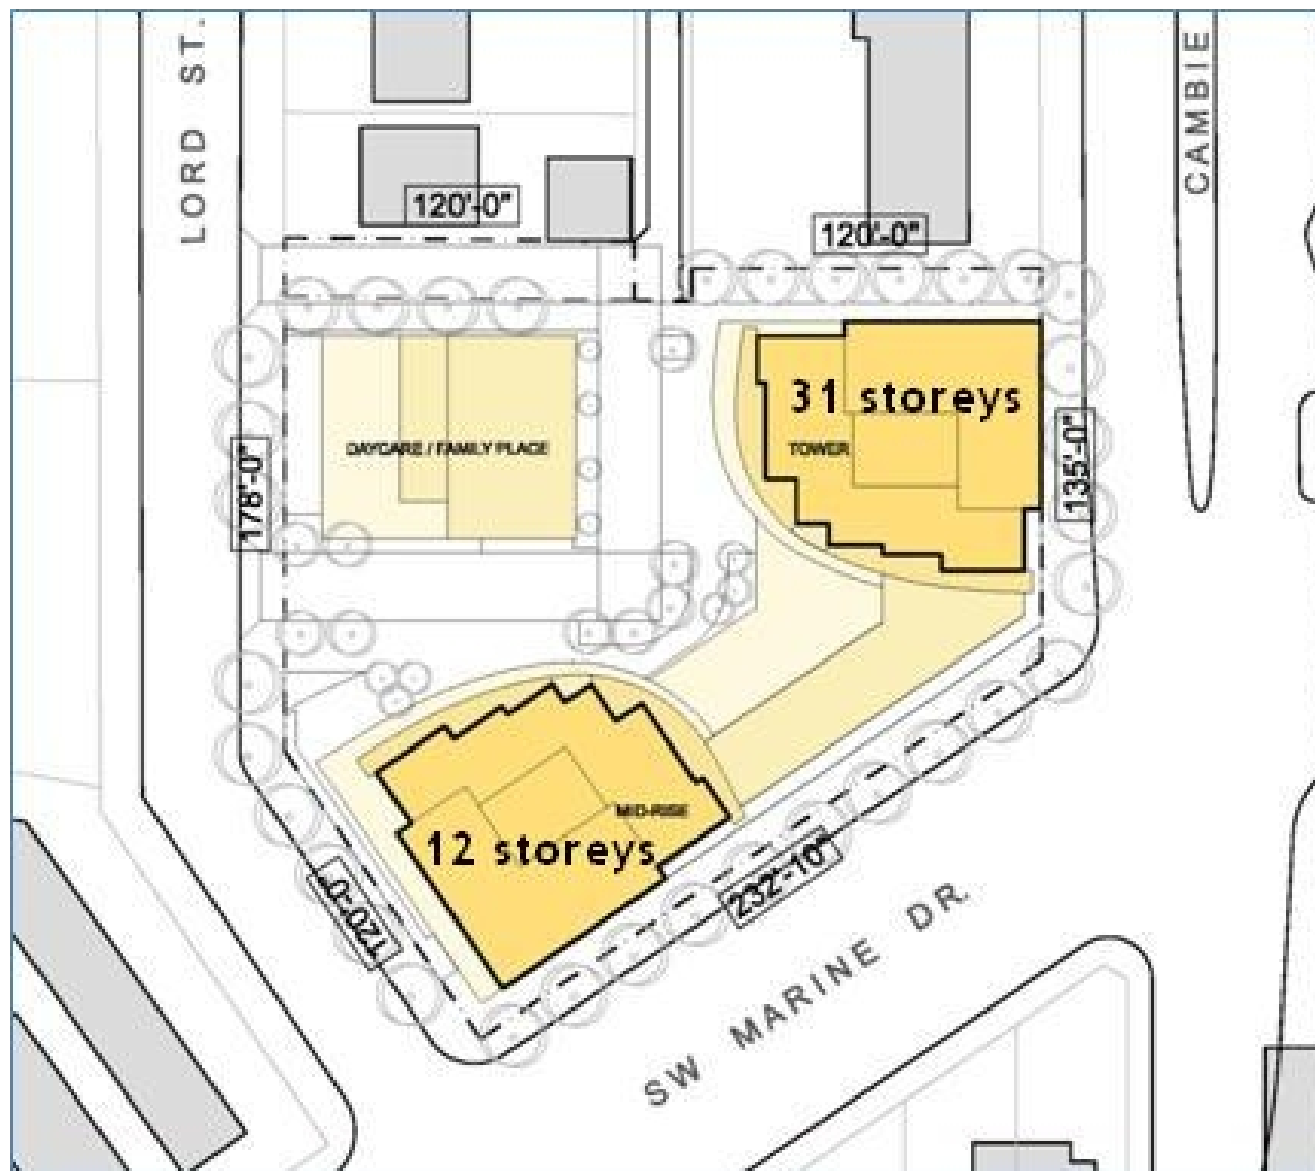 LORD ST.
CAMBIE
120'-0"
120'-0"
31 storeys
TOWER
DAYCARE / FAMILY PLACE
178'-0"
135'-0"
MID-RISE
12 storeys
232'-10"
120'-0"
SW MARINE DR.